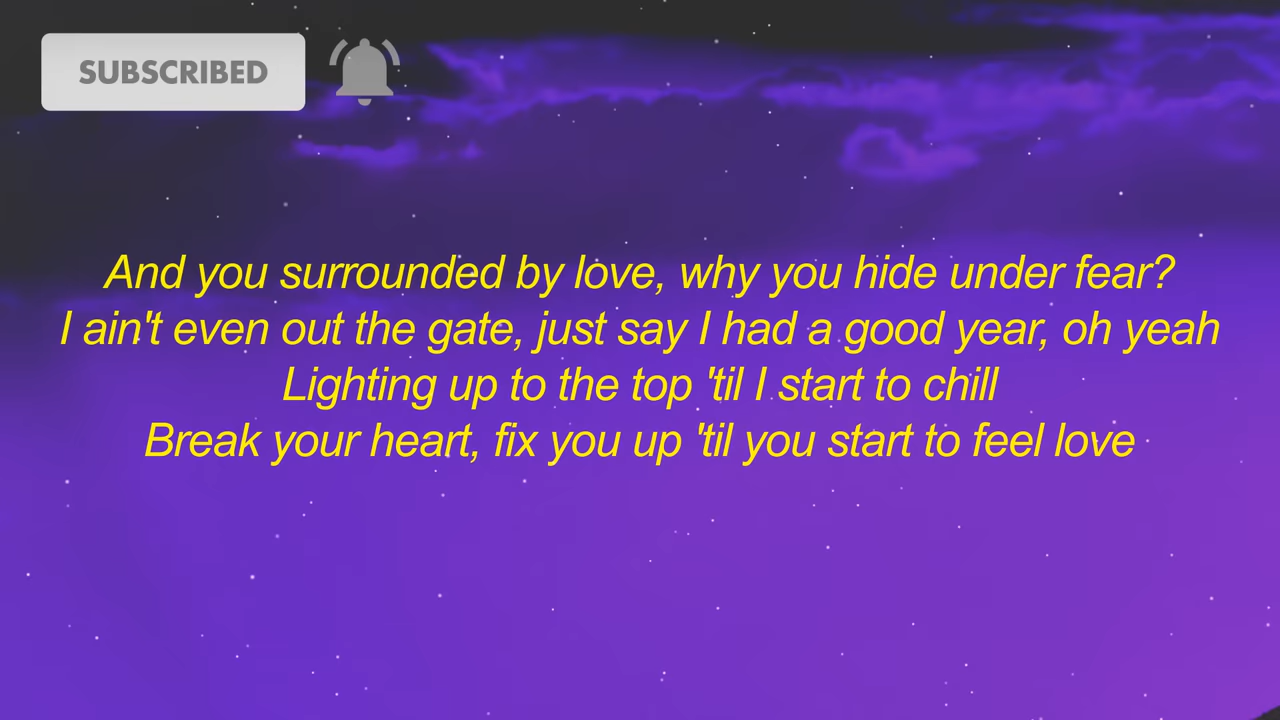 SUBSCRIBED
And you surrounded by love, why you hide under fear?
I ain't even out the gate, just say I had a good year, oh yeah
Lighting up to the top 'til I start to chill
Break your heart, fix you up 'til you start to feel love